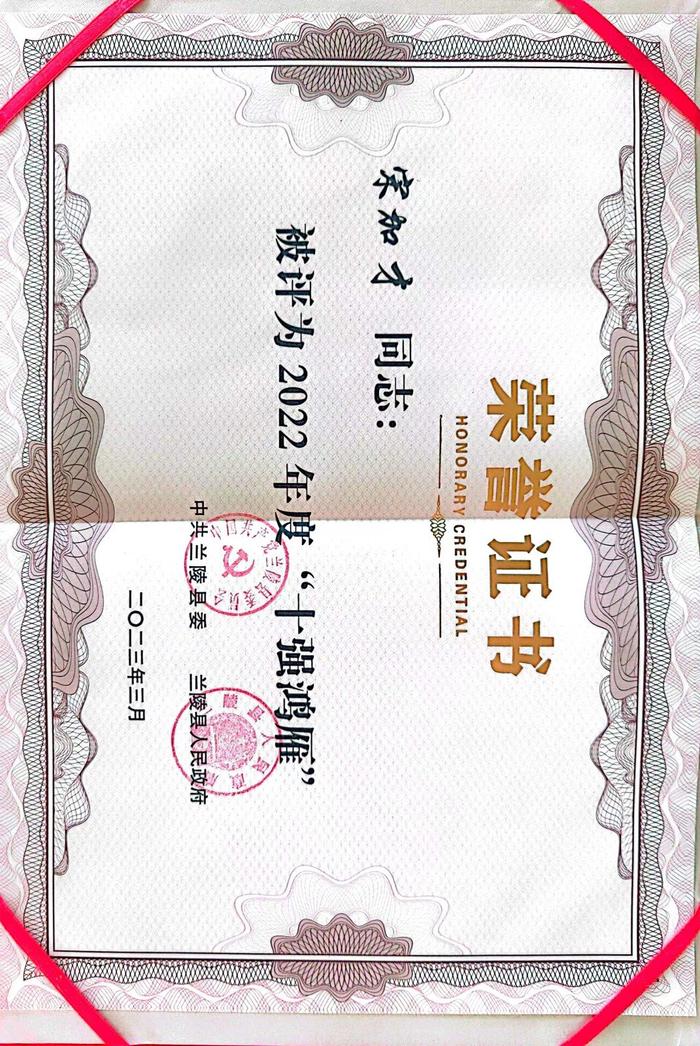 荣誉证书
HONORARY CREDENTIAL
宗加才 同志:
被评为2022年度“十强鸿雁”
中共兰陵县委 兰陵县人民政府
二〇二三年三月